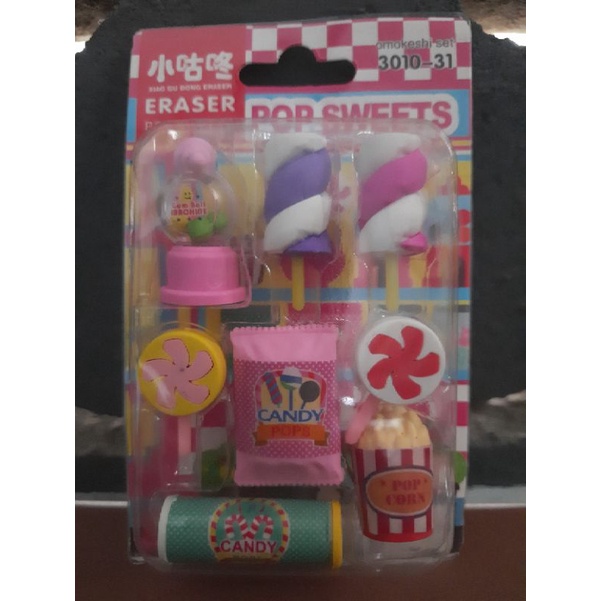 小咕咚
XIAO GU DONG ERASER
ERASER
omokeshi set
3010-31
POP SWEETS
CANDY
POPS
POP
CORN
CANDY